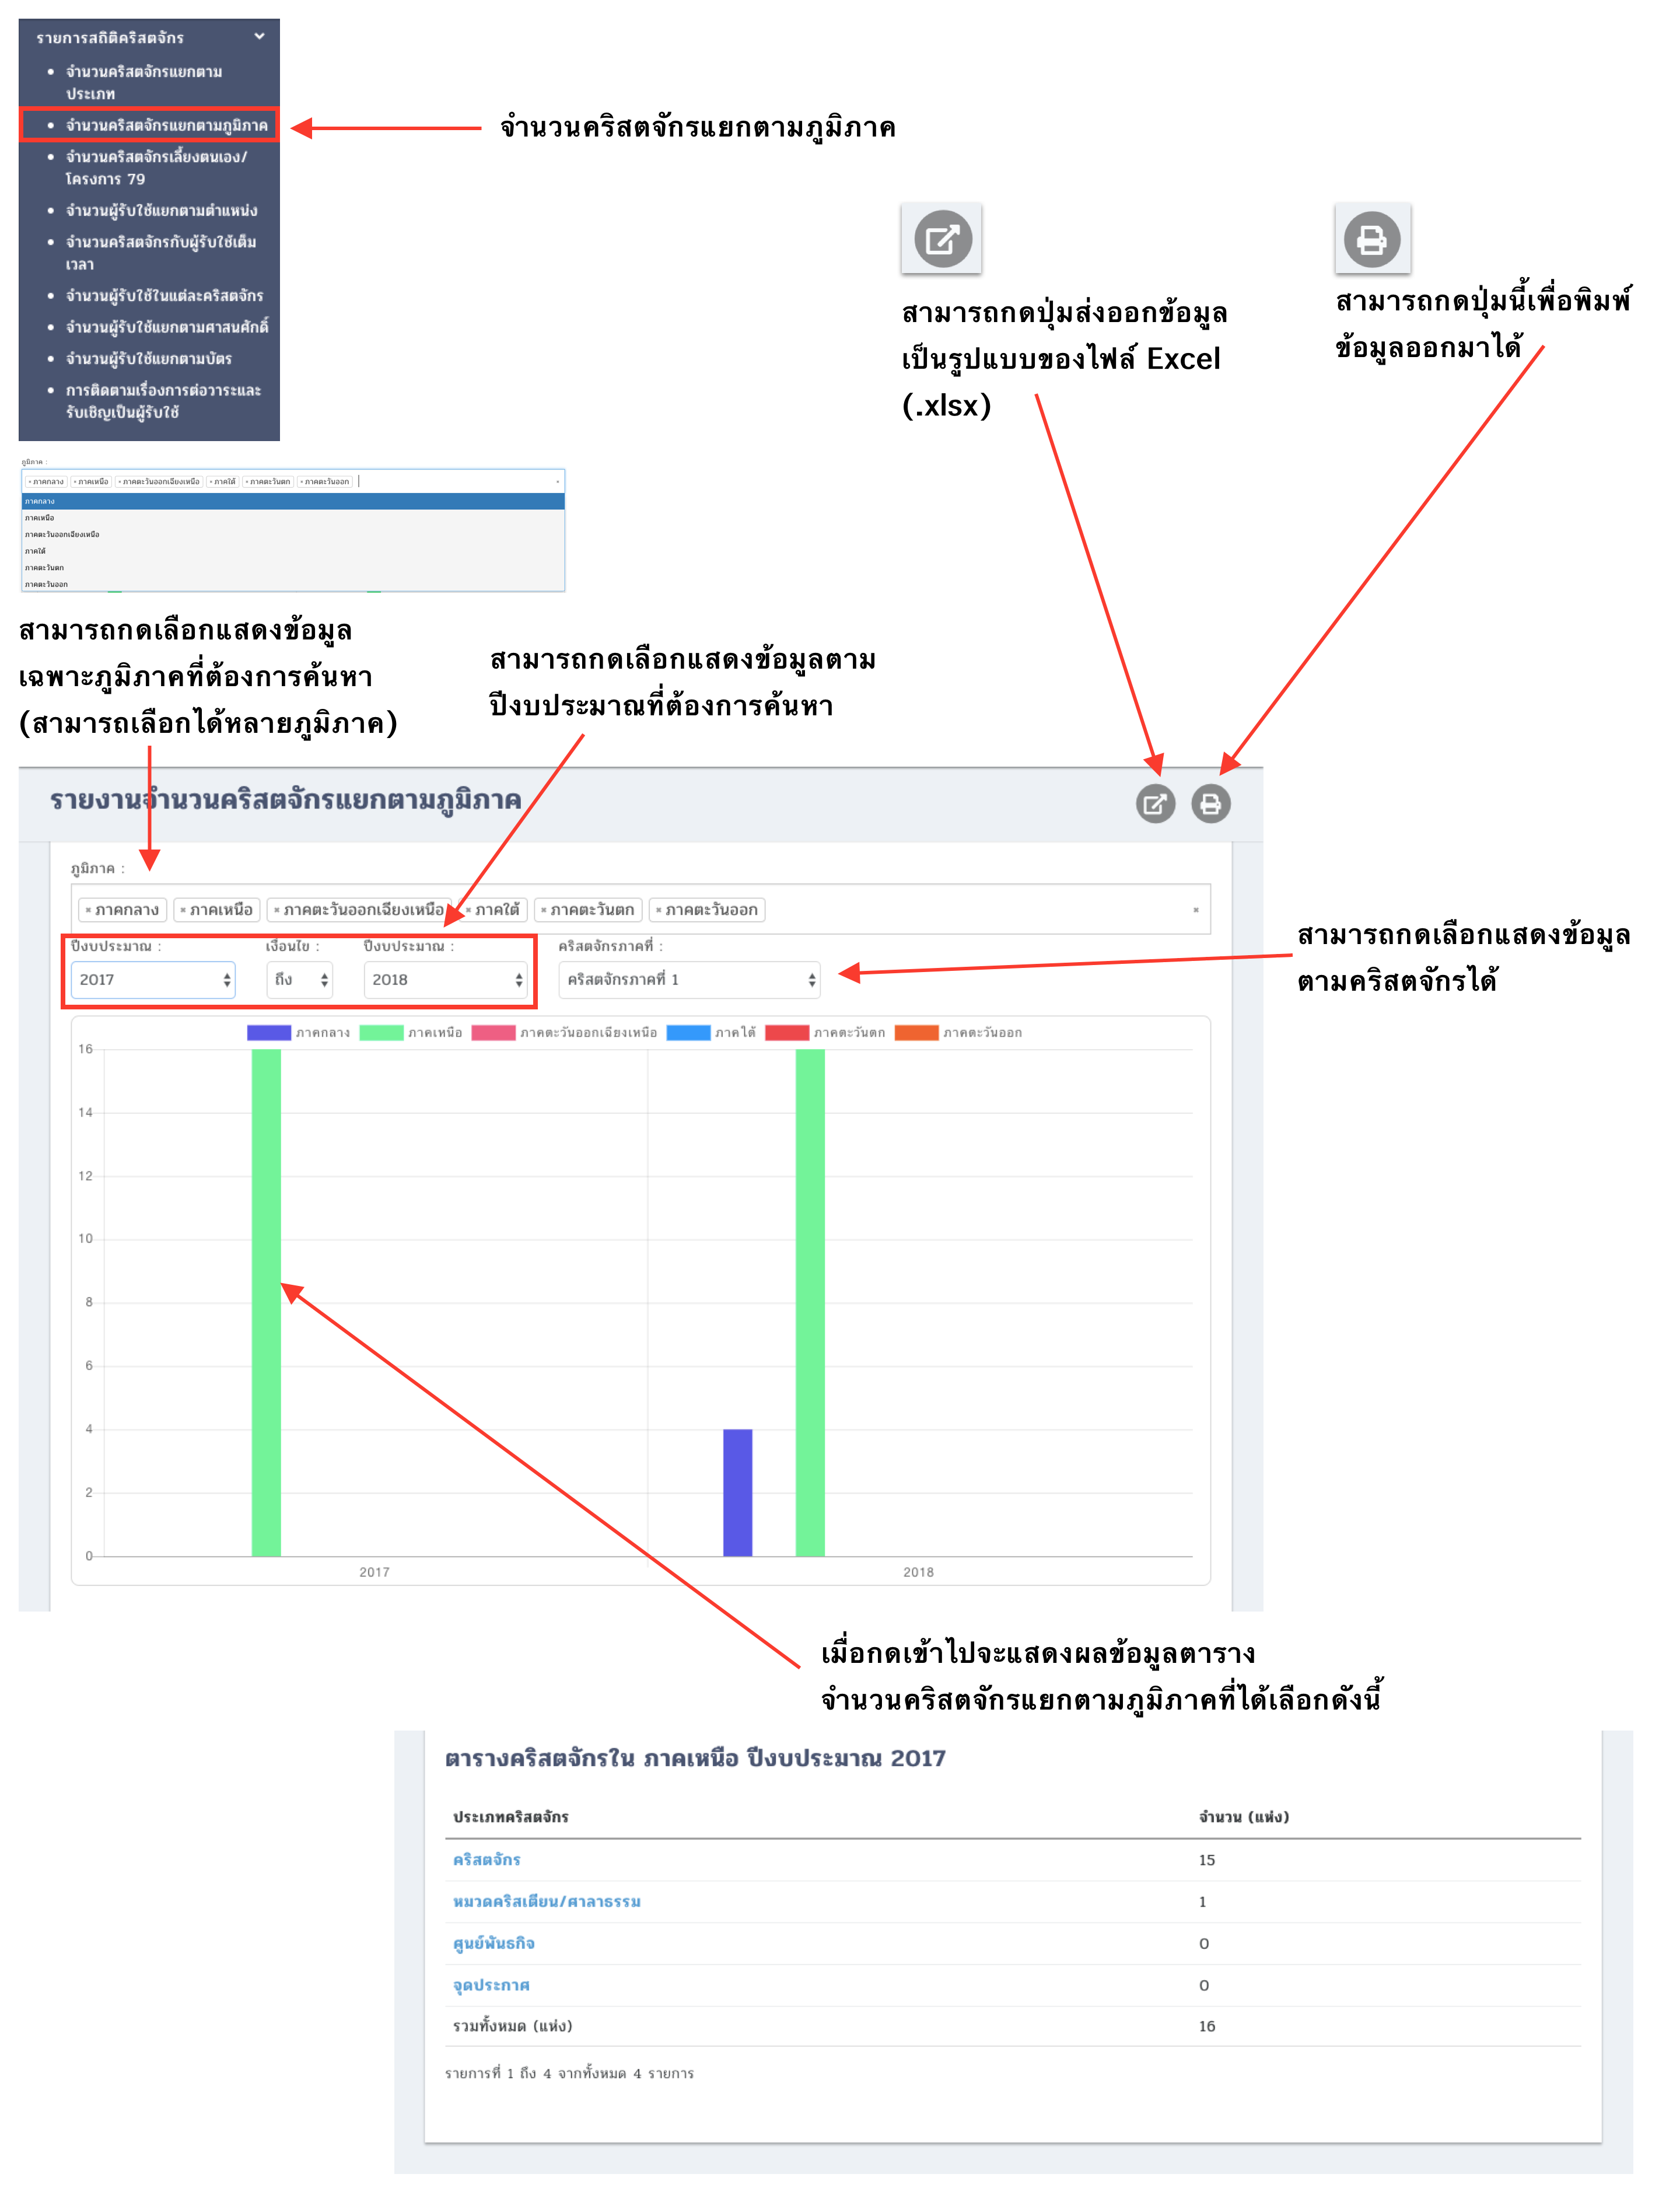 รายการสถิติคริสตจักร
จำนวนคริสตจักรแยกตาม
ประเภท
จำนวนคริสตจักรแยกตามภูมิภาค
จำนวนคริสตจักรเลี้ยงตนเอง/
โครงการ 79
จำนวนผู้รับใช้แยกตามตำแหน่ง
จำนวนคริสตจักรกับผู้รับใช้เต็ม
เวลา
จำนวนผู้รับใช้ในแต่ละคริสตจักร
จำนวนผู้รับใช้แยกตามศาสนศักดิ์
จำนวนผู้รับใช้แยกตามบัตร
การติดตามเรื่องการต่อวาระและ
รับเชิญเป็นผู้รับใช้
จำนวนคริสตจักรแยกตามภูมิภาค
สามารถกดปุ่มส่งออกข้อมูล
เป็นรูปแบบของไฟล์ Excel
(.xlsx)
สามารถกดปุ่มนี้เพื่อพิมพ์
ข้อมูลออกมาได้
ภูมิภาค :
× ภาคกลาง × ภาคเหนือ × ภาคตะวันออกเฉียงเหนือ × ภาคใต้ × ภาคตะวันตก × ภาคตะวันออก ×
ภาคกลาง
ภาคเหนือ
ภาคตะวันออกเฉียงเหนือ
ภาคใต้
ภาคตะวันตก
ภาคตะวันออก
สามารถกดเลือกแสดงข้อมูล
เฉพาะภูมิภาคที่ต้องการค้นหา
(สามารถเลือกได้หลายภูมิภาค)
สามารถกดเลือกแสดงข้อมูลตาม
ปีงบประมาณที่ต้องการค้นหา
รายงานจำนวนคริสตจักรแยกตามภูมิภาค
ภูมิภาค :
× ภาคกลาง × ภาคเหนือ × ภาคตะวันออกเฉียงเหนือ × ภาคใต้ × ภาคตะวันตก × ภาคตะวันออก ×
ปีงบประมาณ : เงื่อนไข : ปีงบประมาณ : คริสตจักรภาคที่ :
2017 ถึง 2018 คริสตจักรภาคที่ 1
สามารถกดเลือกแสดงข้อมูล
ตามคริสตจักรได้
ภาคกลาง ภาคเหนือ ภาคตะวันออกเฉียงเหนือ ภาคใต้ ภาคตะวันตก ภาคตะวันออก
16
14
12
10
8
6
4
2
0
2017 2018
เมื่อกดเข้าไปจะแสดงผลข้อมูลตาราง
จำนวนคริสตจักรแยกตามภูมิภาคที่ได้เลือกดังนี้
ตารางคริสตจักรใน ภาคเหนือ ปีงบประมาณ 2017
ประเภทคริสตจักร จำนวน (แห่ง)
คริสตจักร 15
หมวดคริสเตียน/ศาลาธรรม 1
ศูนย์พันธกิจ 0
จุดประกาศ 0
รวมทั้งหมด (แห่ง) 16
รายการที่ 1 ถึง 4 จากทั้งหมด 4 รายการ